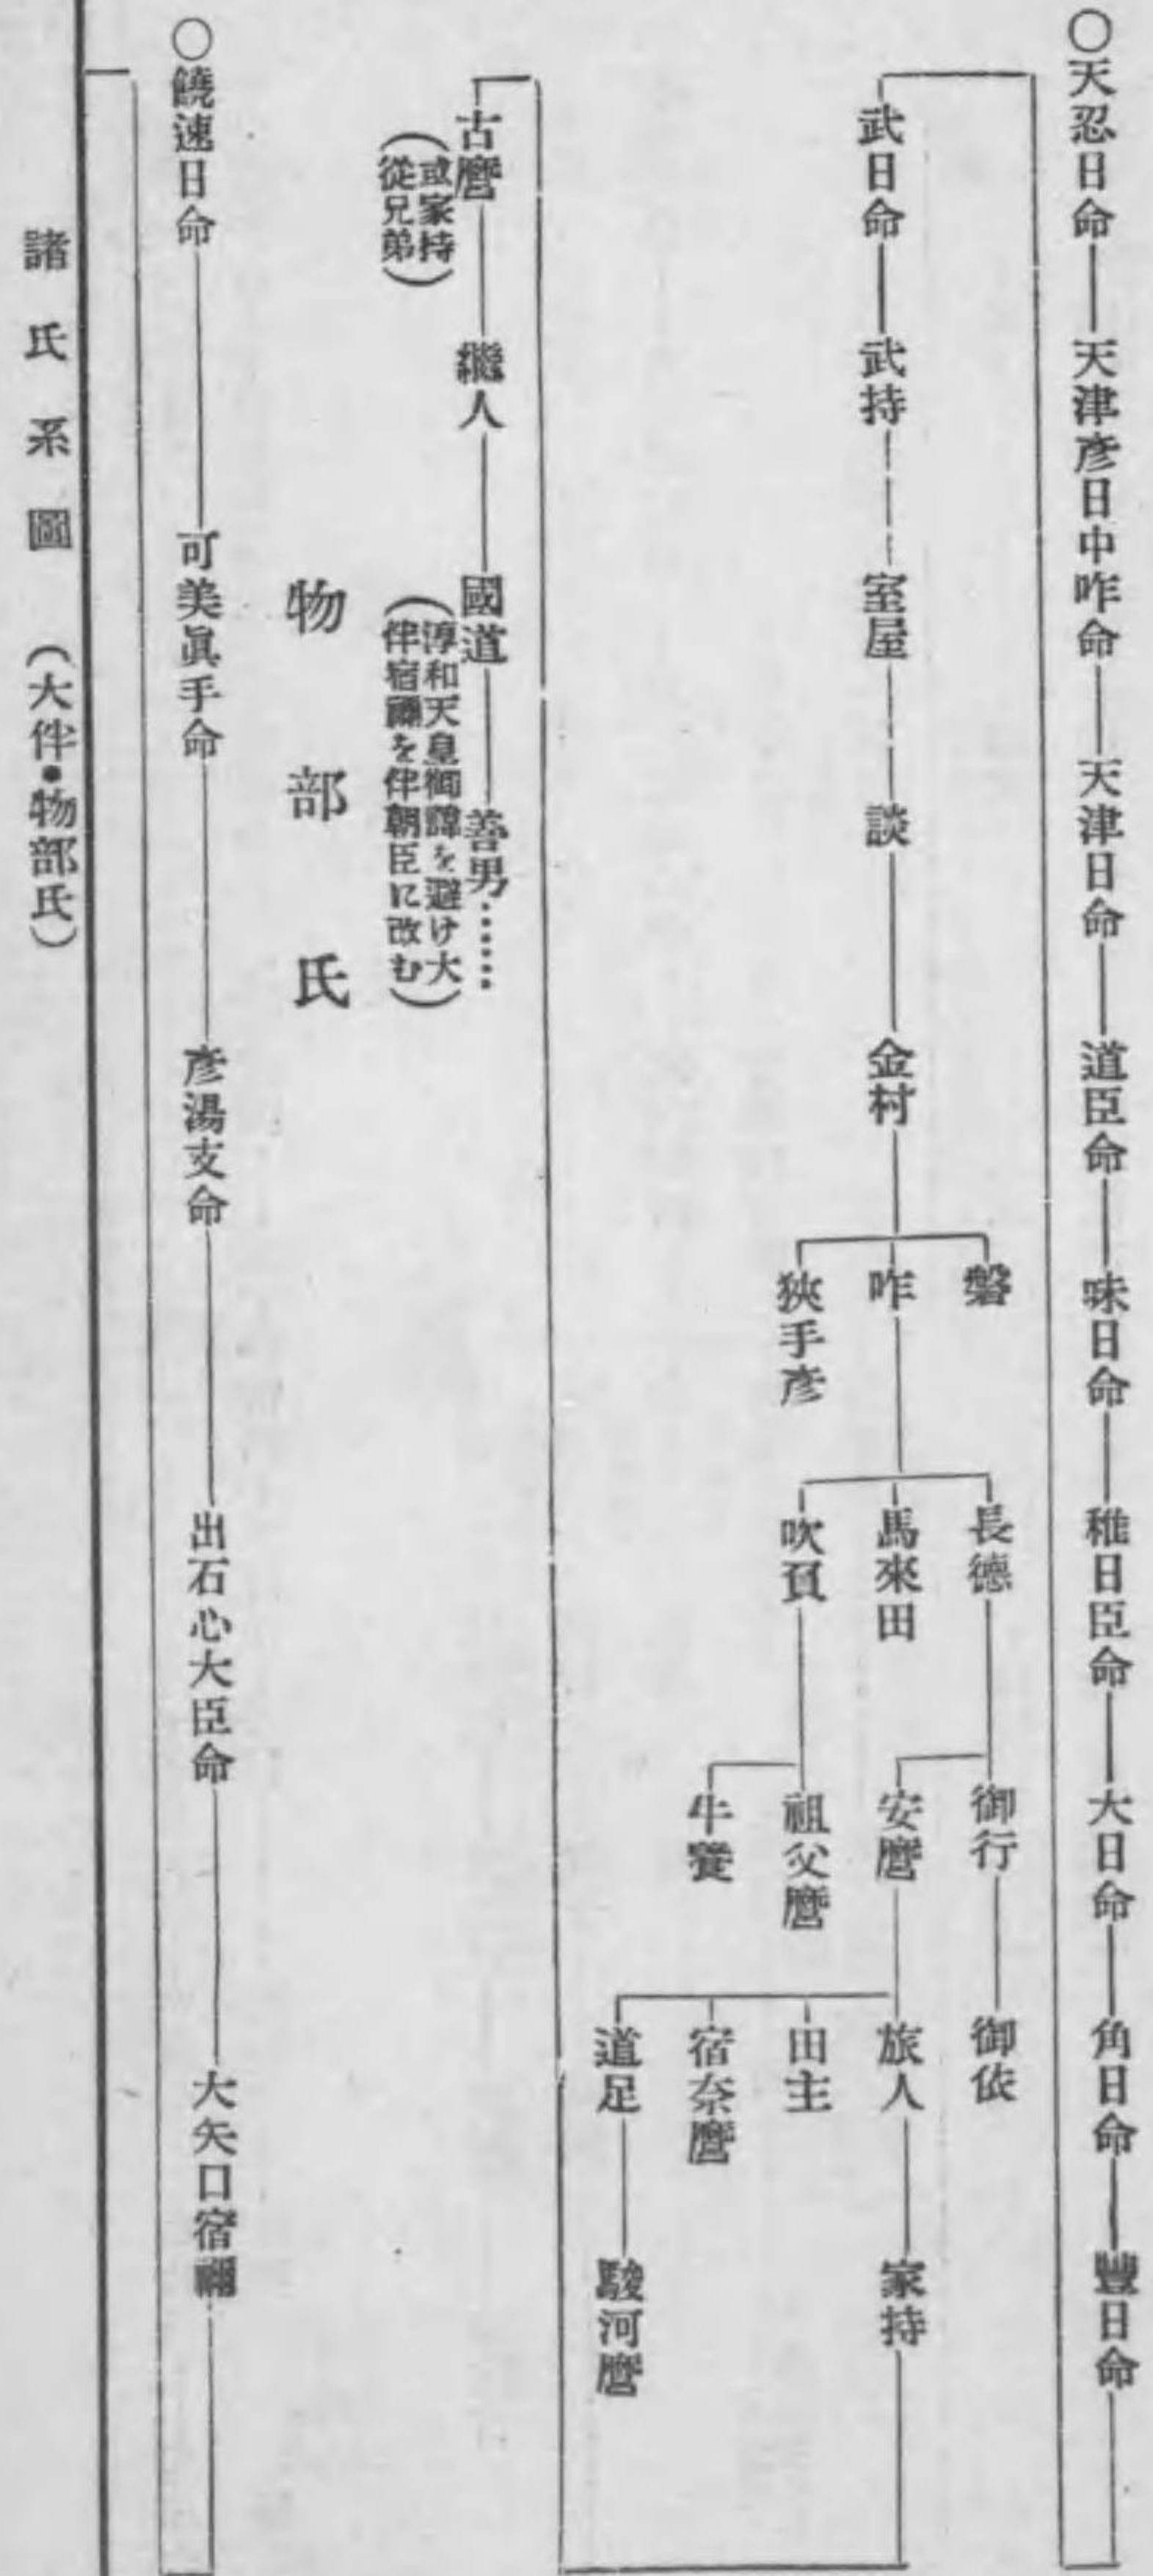 ○天忍日命―天津彦日中咋命―天津日命―道臣命―味日命―稚日臣命―大日命―角日命―豐日命
武日命―武持―室屋―談―金村
磐
咋
狹手彦
長德
馬來田
吹負
御行―御依
安麿
祖父麿
牛養
旅人―家持
田主
宿奈麿
道足―駿河麿
古麿―繼人―國道―善男……
(或家持
從兄弟)
(淳和天皇御諱を避け大
伴宿禰を伴朝臣に改む)
物部氏
○饒速日命―可美眞手命―彦湯支命―出石心大臣命―大矢口宿禰
諸氏系圖 (大伴・物部氏)